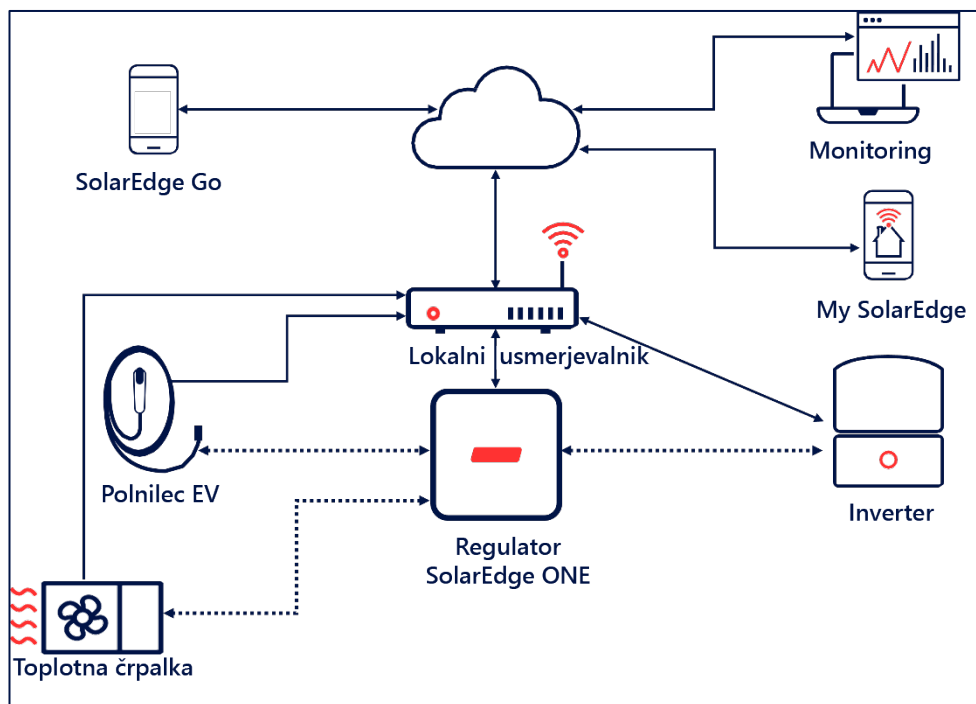 SolarEdge Go
Monitoring
My SolarEdge
Lokalni usmerjevalnik
Polnilec EV
Regulator
SolarEdge ONE
Inverter
Toplotna črpalka